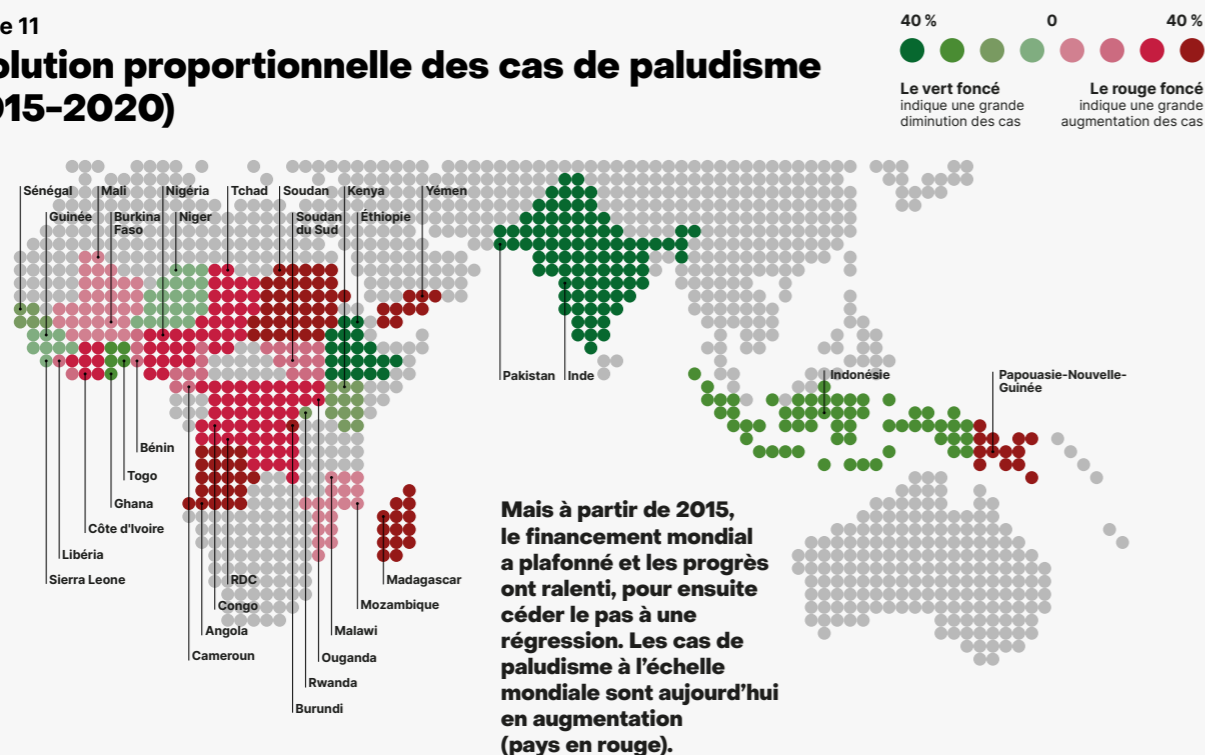 e 11
olution proportionnelle des cas de paludisme
015-2020)
40 % 0 40 %
Le vert foncé
indique une grande
diminution des cas
Le rouge foncé
indique une grande
augmentation des cas
Sénégal Mali Nigéria Tchad Soudan Kenya Yémen
Guinée Burkina Faso Niger Soudan du Sud Éthiopie
Pakistan Inde Indonésie Papouasie-Nouvelle-
Guinée
Bénin
Togo
Ghana
Côte d'Ivoire
Libéria
Sierra Leone
RDC
Congo
Angola
Cameroun
Madagascar
Mozambique
Malawi
Ouganda
Rwanda
Burundi
Mais à partir de 2015,
le financement mondial
a plafonné et les progrès
ont ralenti, pour ensuite
céder le pas à une
régression. Les cas de
paludisme à l'échelle
mondiale sont aujourd'hui
en augmentation
(pays en rouge).